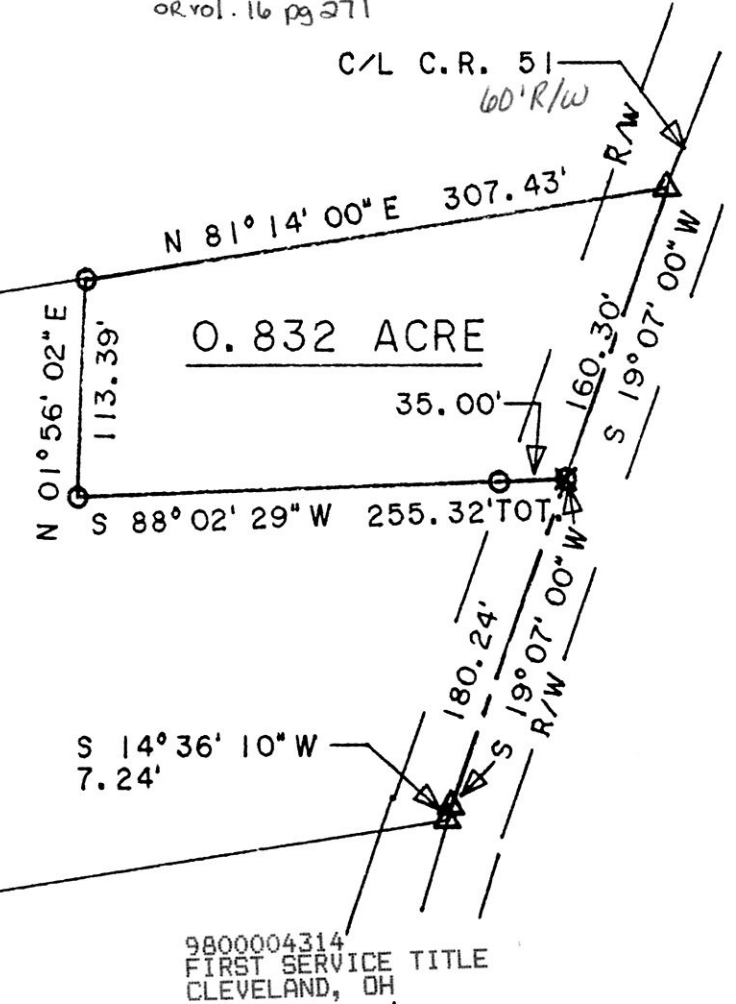 OR vol. 16 pg 271
C/L C.R. 51
60' R/W
R/W
N 81° 14' 00" E 307.43'
S 19° 07' 00" W
160.30'
N 01° 56' 02" E
113.39'
0.832 ACRE
35.00'
S 88° 02' 29" W 255.32' TOT.
S 19° 07' 00" W
180.24'
R/W
S 14° 36' 10" W
7.24'
9800004314
FIRST SERVICE TITLE
CLEVELAND, OH